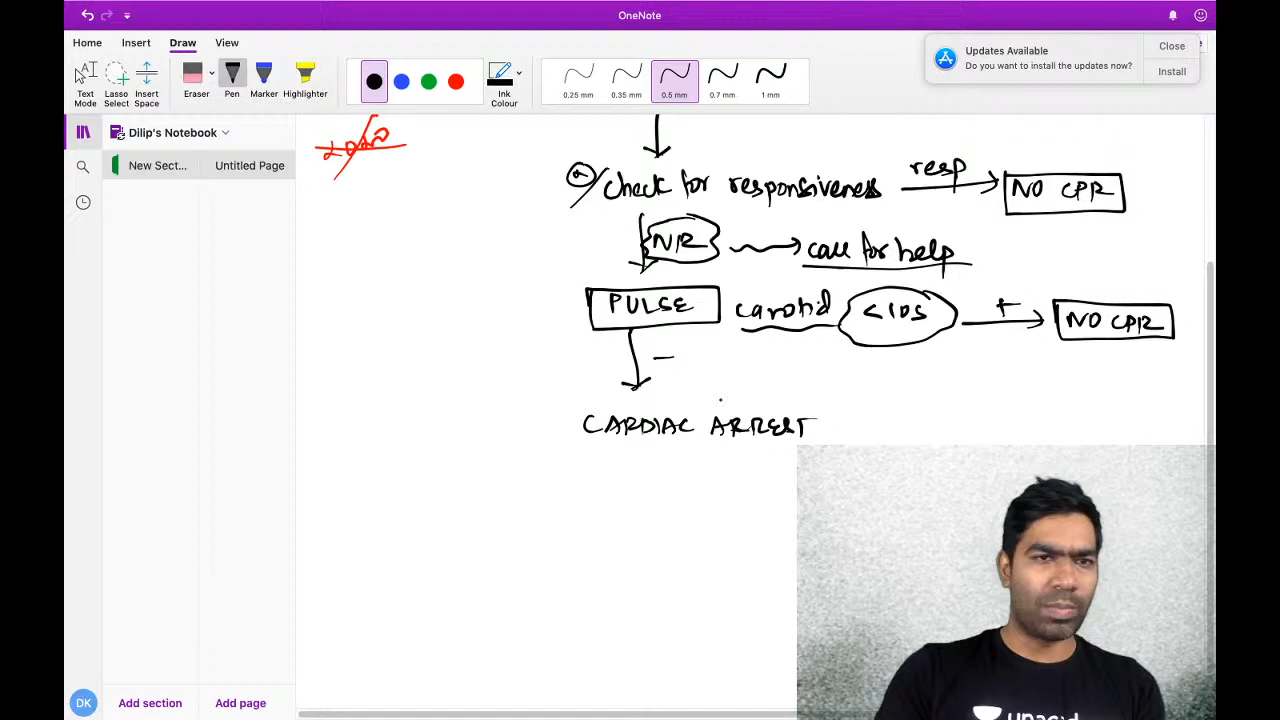 OneNote
Home Insert Draw View
Updates Available
Do you want to install the updates now?
Close
Install
Text Mode
Lasso Select
Insert Space
Eraser
Pen
Marker
Highlighter
Ink Colour
0.25 mm
0.35 mm
0.5 mm
0.7 mm
1 mm
Dilip's Notebook
New Sect...
Untitled Page
2020
a/ check for responsiveness resp NO CPR
NR call for help
PULSE carotid <10s + NO CPR
–
CARDIAC ARREST
DK
Add section
Add page